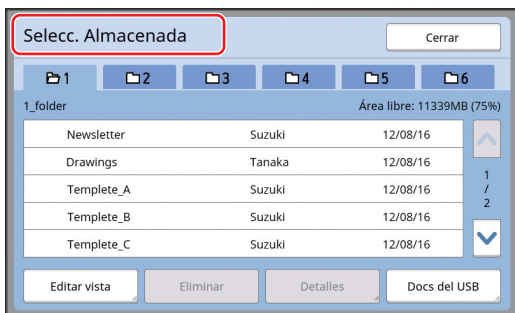 Selecc. Almacenada
Cerrar
1 2 3 4 5 6
1_folder Área libre: 11339MB (75%)
Newsletter Suzuki 12/08/16
Drawings Tanaka 12/08/16
Templete_A Suzuki 12/08/16
Templete_B Suzuki 12/08/16
Templete_C Suzuki 12/08/16
1
/
2
Editar vista Eliminar Detalles Docs del USB